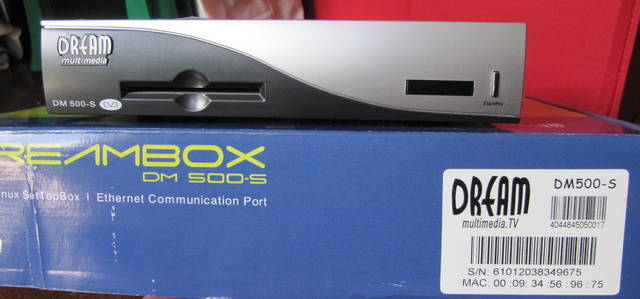 DREAM
multimedia
DM 500-S DVB
Standby
REAMBOX
DM 500-S
nux SetTopBox | Ethernet Communication Port
DREAM
multimedia.TV
DM500-S
4044845050017
S/N: 61012038349675
MAC: 00 : 09 : 34 : 56 : 96 : 75